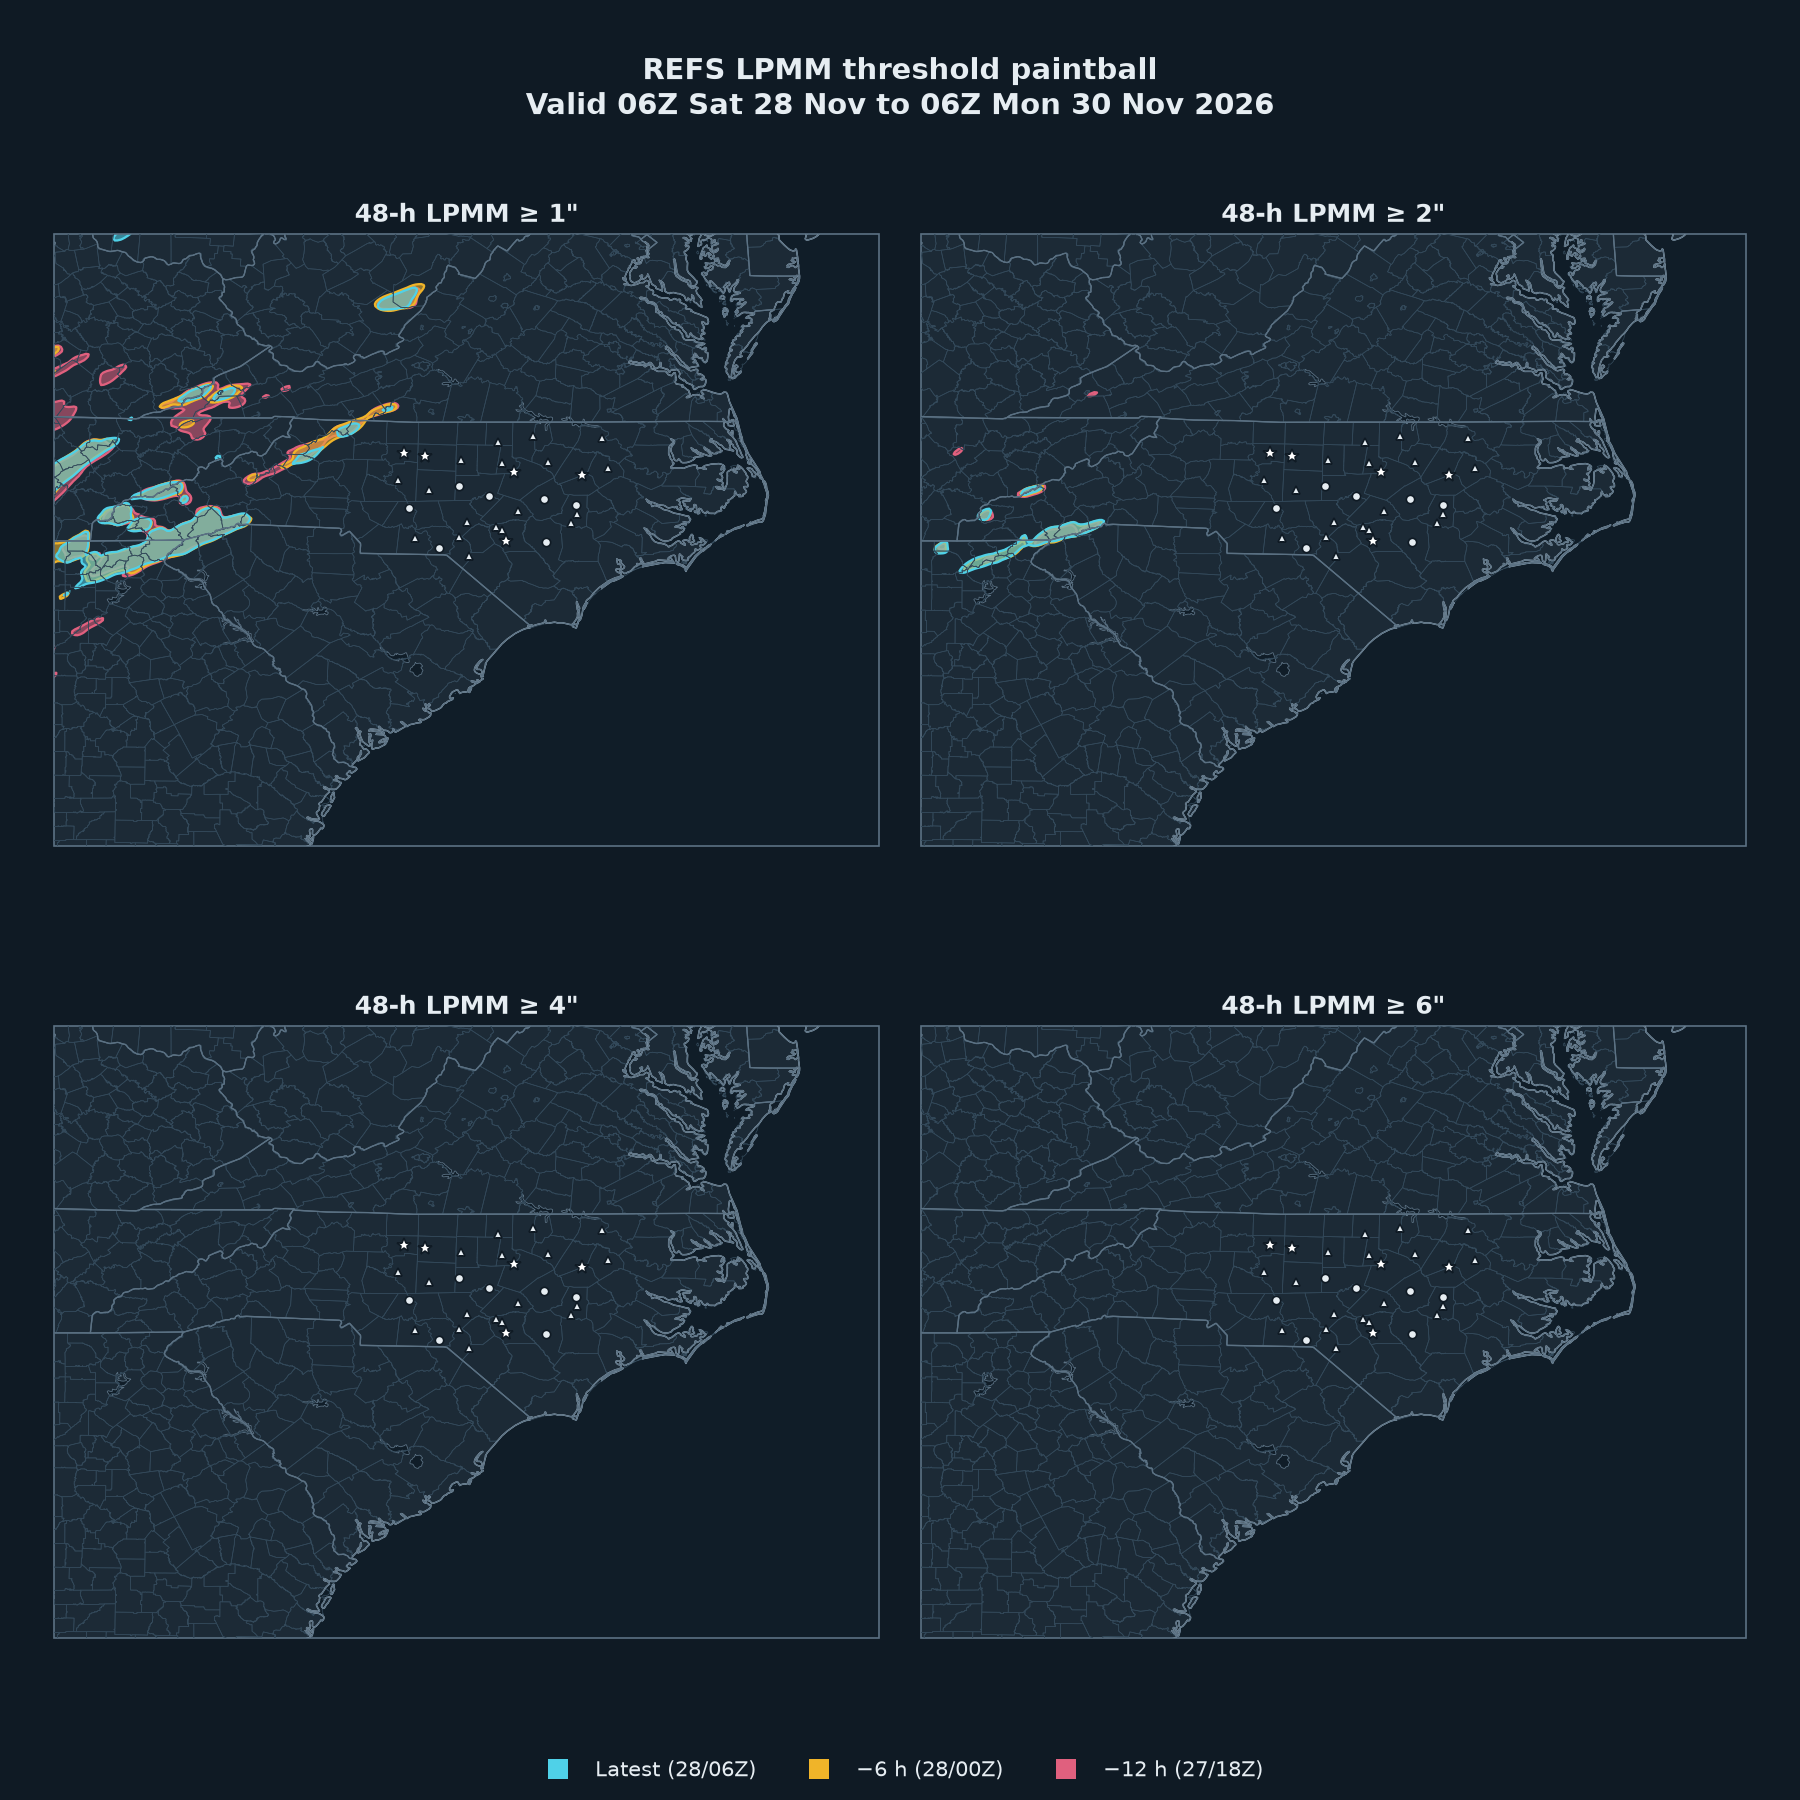 REFS LPMM threshold paintball
Valid 06Z Sat 28 Nov to 06Z Mon 30 Nov 2026
48-h LPMM ≥ 1"
48-h LPMM ≥ 2"
48-h LPMM ≥ 4"
48-h LPMM ≥ 6"
Latest (28/06Z)
−6 h (28/00Z)
−12 h (27/18Z)